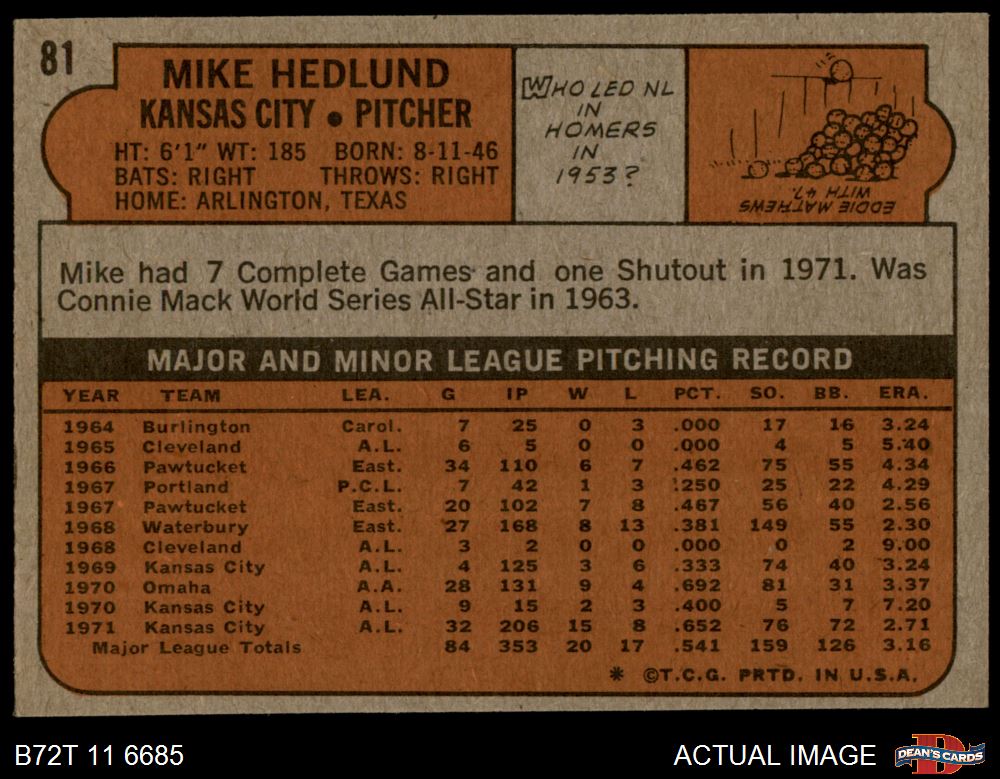 81
MIKE HEDLUND
KANSAS CITY • PITCHER
HT: 6'1" WT: 185 BORN: 8-11-46
BATS: RIGHT THROWS: RIGHT
HOME: ARLINGTON, TEXAS
WHO LED NL
IN
HOMERS
IN
1953?
EDDIE MATHEWS
WITH 47.
Mike had 7 Complete Games and one Shutout in 1971. Was
Connie Mack World Series All-Star in 1963.
MAJOR AND MINOR LEAGUE PITCHING RECORD
YEAR TEAM LEA. G IP W L PCT. SO. BB. ERA.
1964 Burlington Carol. 7 25 0 3 .000 17 16 3.24
1965 Cleveland A.L. 6 5 0 0 .000 4 5 5.40
1966 Pawtucket East. 34 110 6 7 .462 75 55 4.34
1967 Portland P.C.L. 7 42 1 3 .250 25 22 4.29
1967 Pawtucket East. 20 102 7 8 .467 56 40 2.56
1968 Waterbury East. 27 168 8 13 .381 149 55 2.30
1968 Cleveland A.L. 3 2 0 0 .000 0 2 9.00
1969 Kansas City A.L. 4 125 3 6 .333 74 40 3.24
1970 Omaha A.A. 28 131 9 4 .692 81 31 3.37
1970 Kansas City A.L. 9 15 2 3 .400 5 7 7.20
1971 Kansas City A.L. 32 206 15 8 .652 76 72 2.71
Major League Totals 84 353 20 17 .541 159 126 3.16
* ©T.C.G. PRTD. IN U.S.A.
B72T 11 6685
ACTUAL IMAGE
DEAN'S CARDS